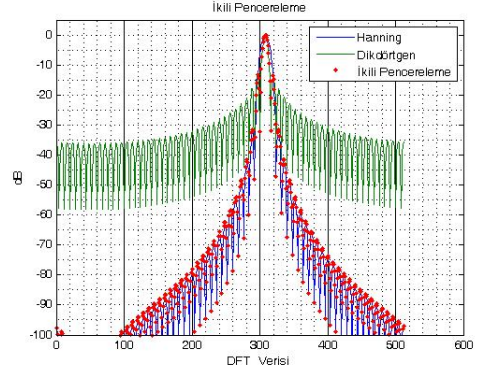 İkili Pencereleme
Hanning
Dikdörtgen
İkili Pencereleme
0
-10
-20
-30
-40
-50
-60
-70
-80
-90
-100
dB
0 100 200 300 400 500 600
DFT Verisi